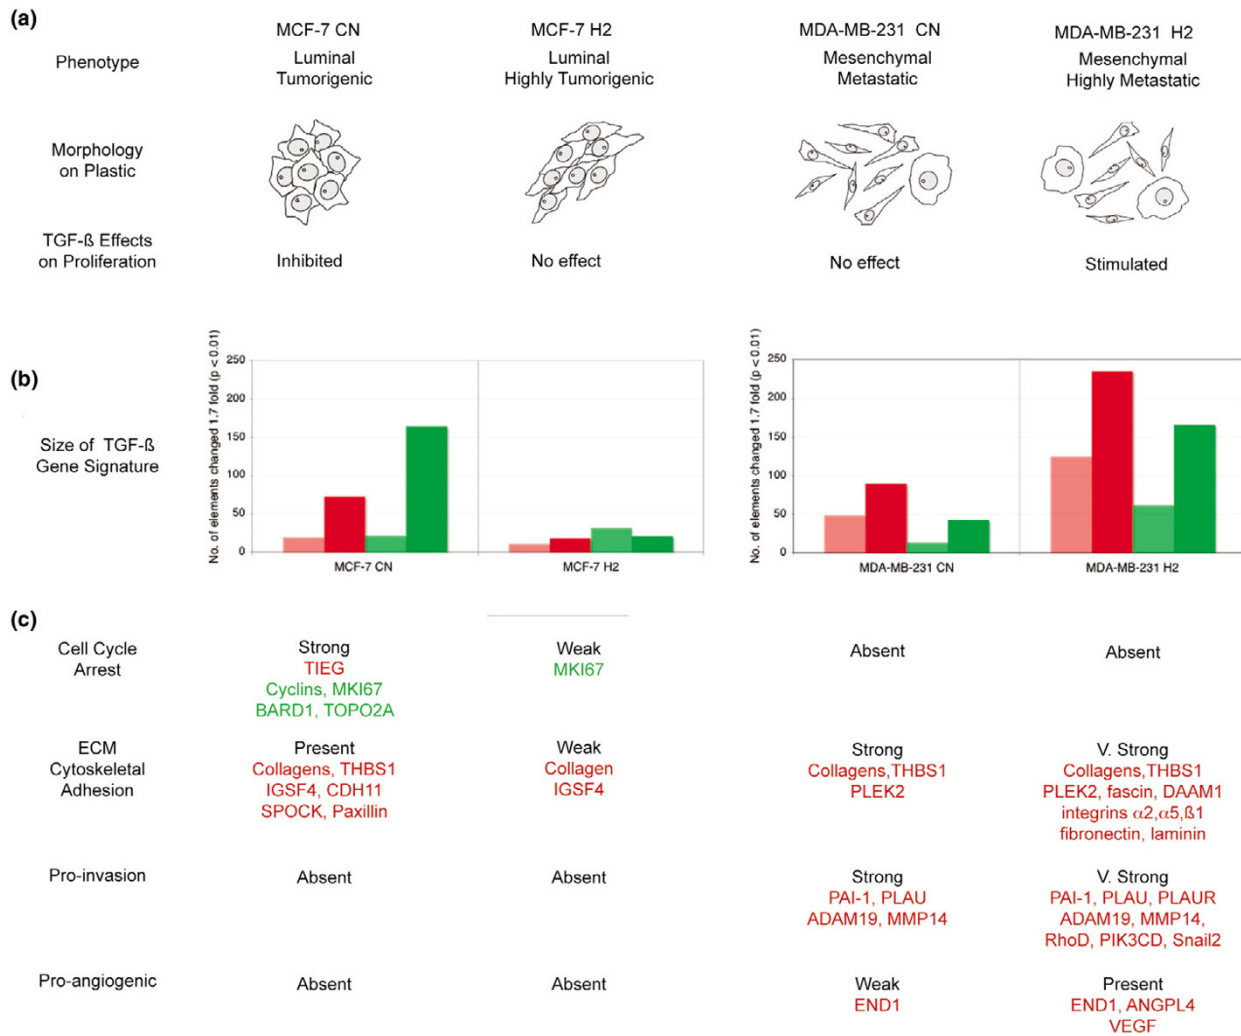 (a)
MCF-7 CN
MCF-7 H2
MDA-MB-231 CN
MDA-MB-231 H2
Phenotype
Luminal
Tumorigenic
Luminal
Highly Tumorigenic
Mesenchymal
Metastatic
Mesenchymal
Highly Metastatic
Morphology
on Plastic
TGF-ß Effects
on Proliferation
Inhibited
No effect
No effect
Stimulated
(b)
Size of TGF-ß
Gene Signature
No. of elements changed 1.7 fold (p < 0.01)
250
200
150
100
50
0
MCF-7 CN
MCF-7 H2
No. of elements changed 1.7 fold (p < 0.01)
250
200
150
100
50
0
MDA-MB-231 CN
MDA-MB-231 H2
(c)
Cell Cycle
Arrest
Strong
TIEG
Cyclins, MKI67
BARD1, TOPO2A
Weak
MKI67
Absent
Absent
ECM
Cytoskeletal
Adhesion
Present
Collagens, THBS1
IGSF4, CDH11
SPOCK, Paxillin
Weak
Collagen
IGSF4
Strong
Collagens,THBS1
PLEK2
V. Strong
Collagens,THBS1
PLEK2, fascin, DAAM1
integrins α2,α5,ß1
fibronectin, laminin
Pro-invasion
Absent
Absent
Strong
PAI-1, PLAU
ADAM19, MMP14
V. Strong
PAI-1, PLAU, PLAUR
ADAM19, MMP14,
RhoD, PIK3CD, Snail2
Pro-angiogenic
Absent
Absent
Weak
END1
Present
END1, ANGPL4
VEGF